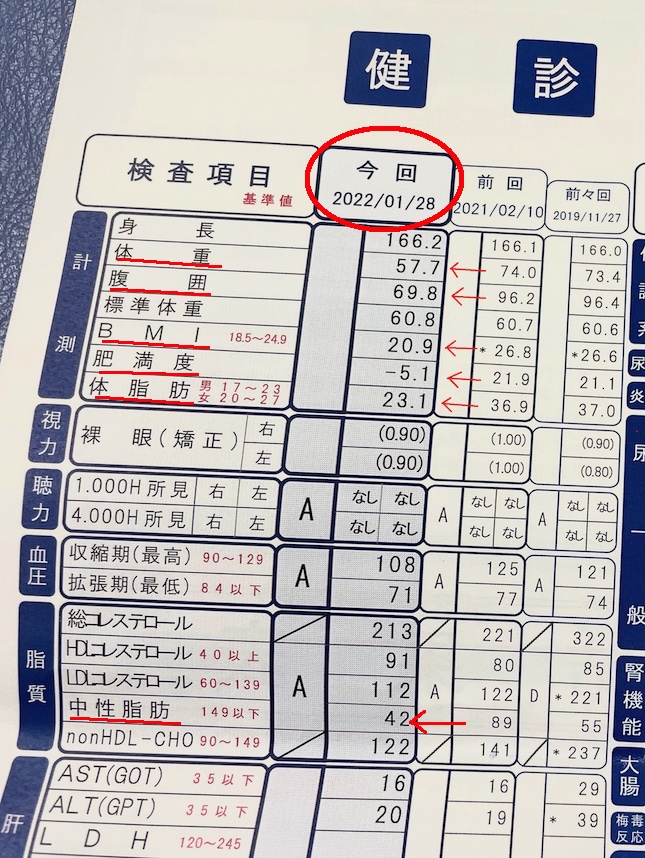 健 診
検査項目 基準値 今回 2022/01/28 前回 2021/02/10 前々回 2019/11/27
計測
身長 166.2 166.1 166.0
体重 57.7 74.0 73.4
腹囲 69.8 96.2 96.4
標準体重 60.8 60.7 60.6
BMI 18.5~24.9 20.9 *26.8 *26.6
肥満度 -5.1 21.9 21.1
体脂肪 男 17~23 女 20~27 23.1 36.9 37.0
視力
裸眼(矯正) 右 (0.90) (1.00) (0.90)
左 (0.90) (1.00) (0.80)
聴力
1.000H所見 右 左 A なし なし A なし なし A なし なし
4.000H所見 右 左 なし なし なし なし なし なし
血圧
収縮期(最高) 90~129 A 108 A 125 A 121
拡張期(最低) 84以下 71 77 74
脂質
総コレステロール 213 221 322
HDLコレステロール 40以上 91 80 85
LDLコレステロール 60~139 A 112 A 122 D *221
中性脂肪 149以下 42 89 55
nonHDL-CHO 90~149 122 141 *237
肝
AST(GOT) 35以下 16 16 29
ALT(GPT) 35以下 20 19 *39
LDH 120~245
尿
炎
尿
一
般
腎機能
大腸
梅毒反応